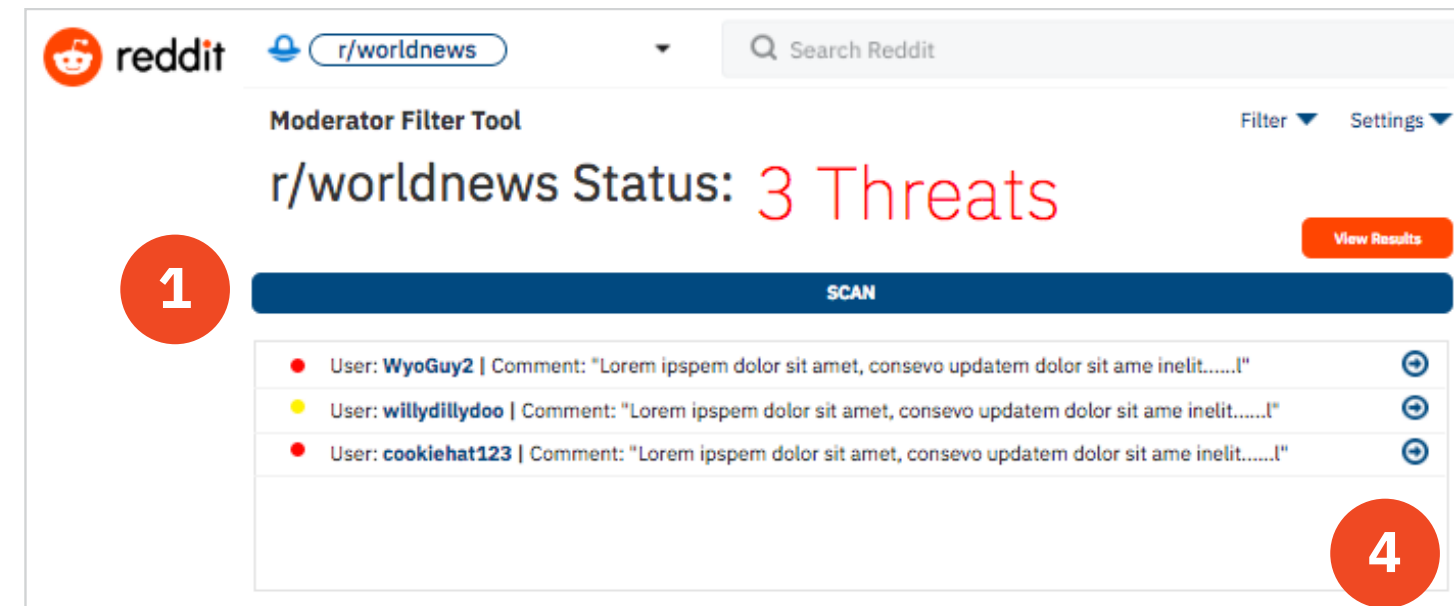 reddit r/worldnews Search Reddit
Moderator Filter Tool Filter Settings
r/worldnews Status: 3 Threats
View Results
1
SCAN
User: WyoGuy2 | Comment: "Lorem ipspem dolor sit amet, consevo updatem dolor sit ame inelit......l"
User: willydillydoo | Comment: "Lorem ipspem dolor sit amet, consevo updatem dolor sit ame inelit......l"
User: cookiehat123 | Comment: "Lorem ipspem dolor sit amet, consevo updatem dolor sit ame inelit......l"
4